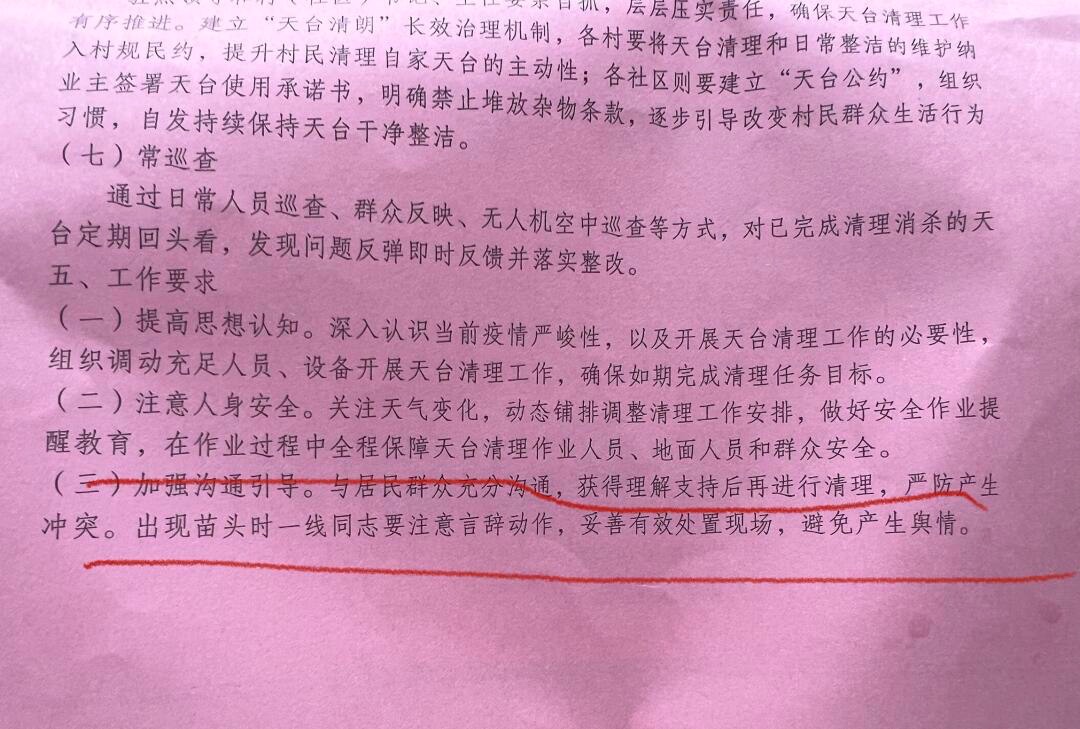 驻点领导带村（社区）书记、主任要亲自抓，层层压实责任，确保天台清理工作
有序推进。建立“天台清朗”长效治理机制，各村要将天台清理和日常整洁的维护纳
入村规民约，提升村民清理自家天台的主动性；各社区则要建立“天台公约”，组织
业主签署天台使用承诺书，明确禁止堆放杂物条款，逐步引导改变村民群众生活行为
习惯，自发持续保持天台干净整洁。
（七）常巡查
通过日常人员巡查、群众反映、无人机空中巡查等方式，对已完成清理消杀的天
台定期回头看，发现问题反弹即时反馈并落实整改。
五、工作要求
（一）提高思想认知。深入认识当前疫情严峻性，以及开展天台清理工作的必要性，
组织调动充足人员、设备开展天台清理工作，确保如期完成清理任务目标。
（二）注意人身安全。关注天气变化，动态铺排调整清理工作安排，做好安全作业提
醒教育，在作业过程中全程保障天台清理作业人员、地面人员和群众安全。
（三）加强沟通引导。与居民群众充分沟通，获得理解支持后再进行清理，严防产生
冲突。出现苗头时一线同志要注意言辞动作，妥善有效处置现场，避免产生舆情。